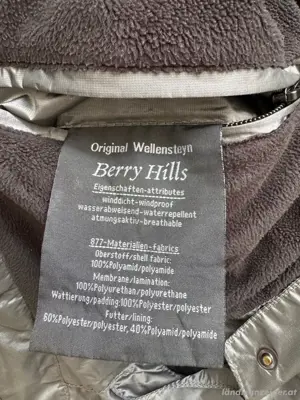 Original Wellensteyn
Berry Hills
Eigenschaften-attributes
winddicht-windproof
wasserabweisend-waterrepellent
atmungsaktiv-breathable
877-Materialien-fabrics
Oberstoff/shell fabric:
100%Polyamid/polyamide
Membrane/lamination:
100%Polyurethan/polyurethane
Wattierung/padding:100%Polyester/polyester
Futter/lining:
60%Polyester/polyester, 40%Polyamid/polyamide